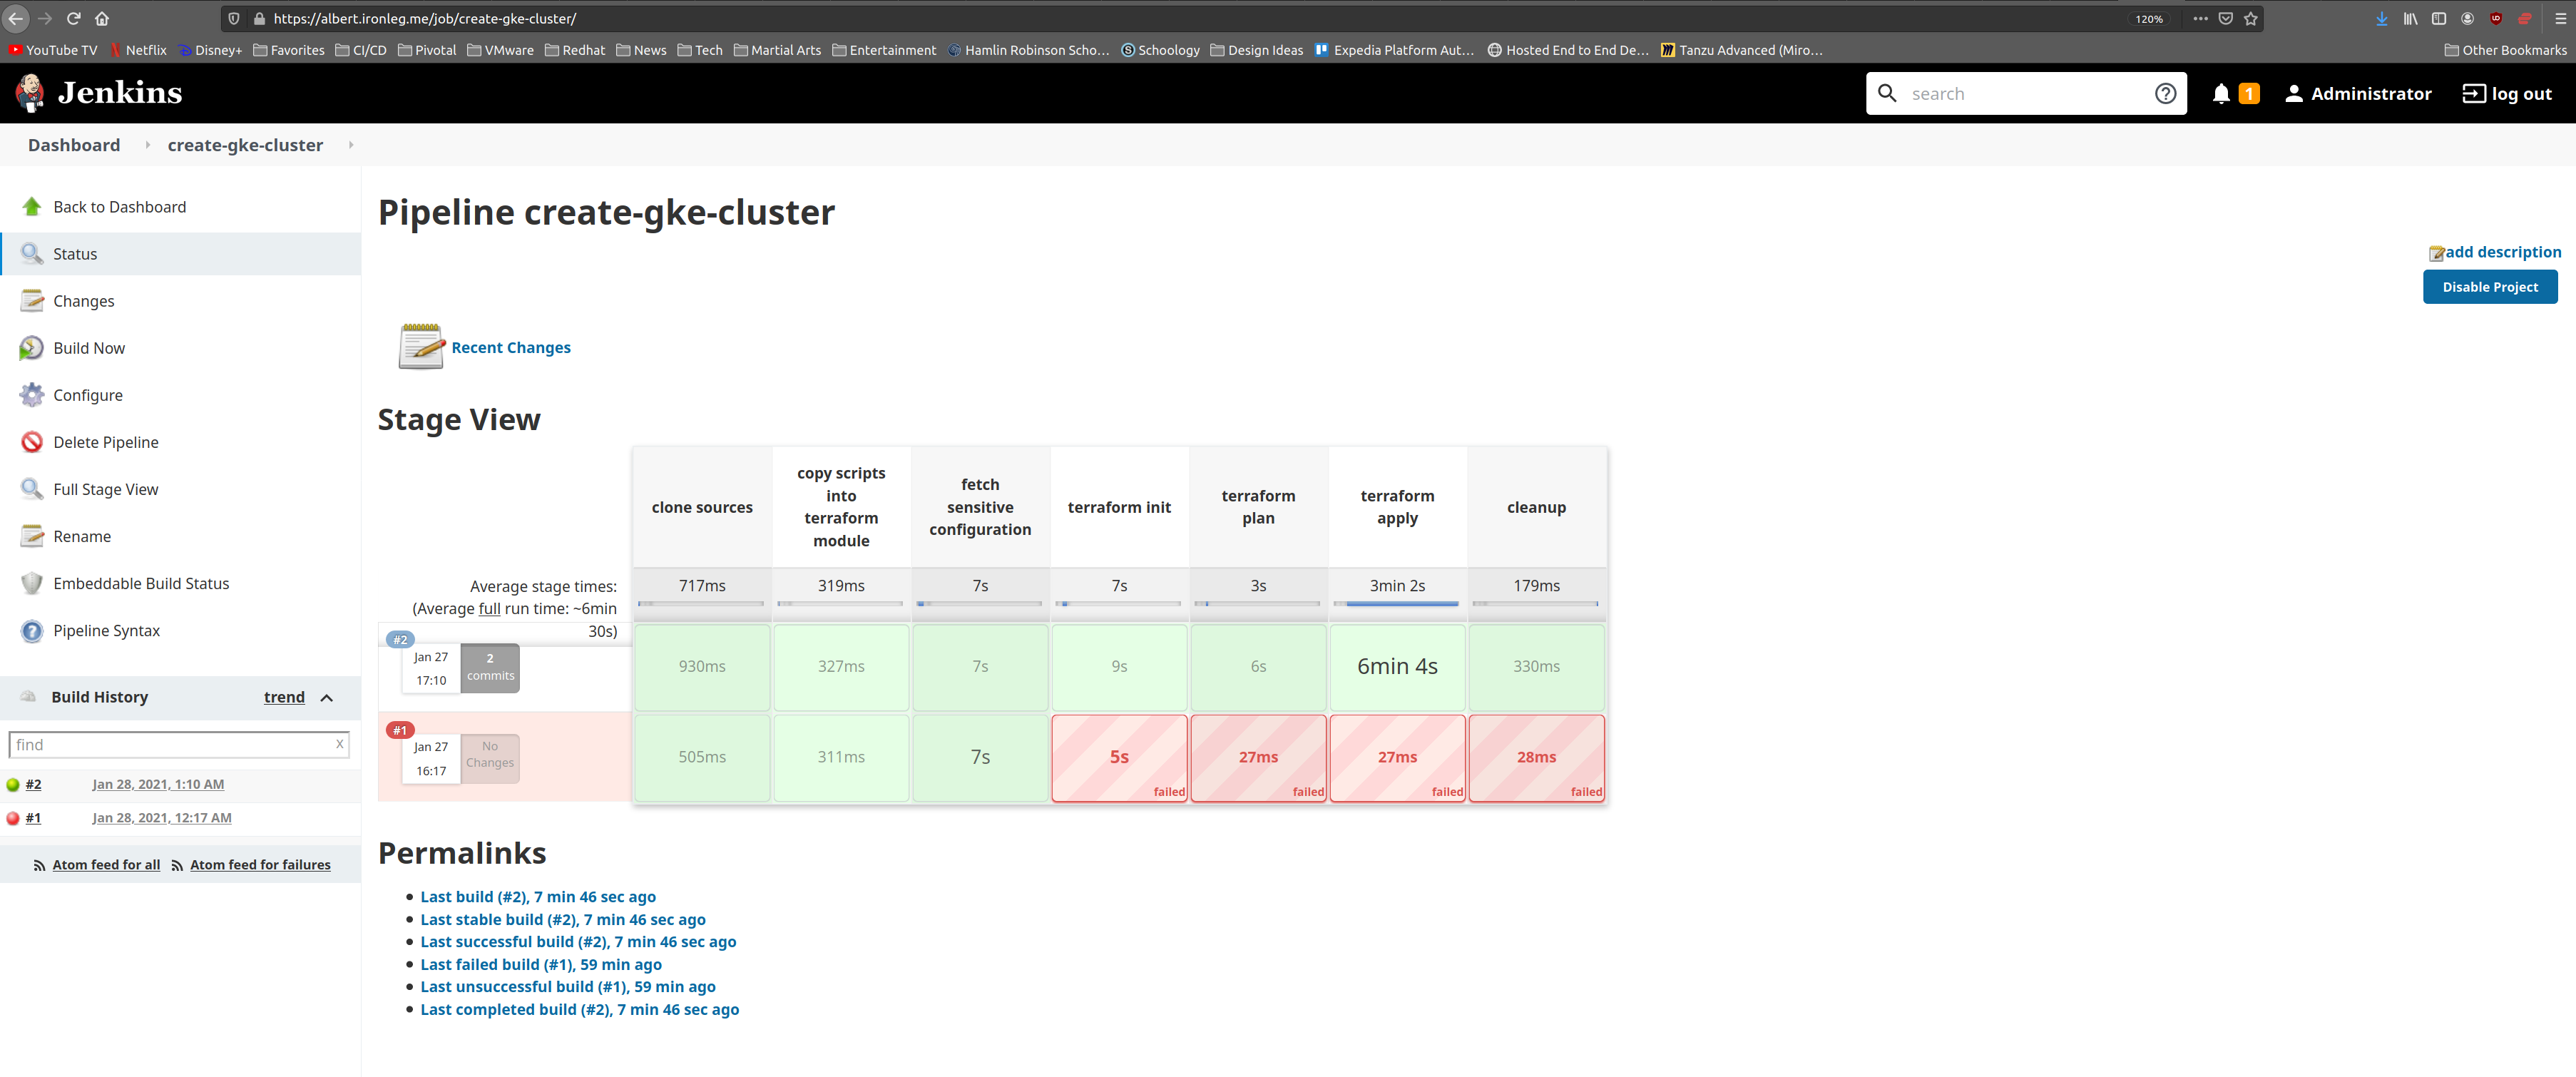 https://albert.ironleg.me/job/create-gke-cluster/
120%
YouTube TV
Netflix
Disney+
Favorites
CI/CD
Pivotal
VMware
Redhat
News
Tech
Martial Arts
Entertainment
Hamlin Robinson Scho…
Schoology
Design Ideas
Expedia Platform Aut…
Hosted End to End De…
Tanzu Advanced (Miro…
Other Bookmarks
Jenkins
search
1
Administrator
log out
Dashboard
create-gke-cluster
Back to Dashboard
Status
Changes
Build Now
Configure
Delete Pipeline
Full Stage View
Rename
Embeddable Build Status
Pipeline Syntax
Build History
trend
find
X
#2
Jan 28, 2021, 1:10 AM
#1
Jan 28, 2021, 12:17 AM
Atom feed for all
Atom feed for failures
Pipeline create-gke-cluster
add description
Disable Project
Recent Changes
Stage View
clone sources
copy scripts
into
terraform
module
fetch
sensitive
configuration
terraform init
terraform
plan
terraform
apply
cleanup
Average stage times:
(Average full run time: ~6min
30s)
717ms
319ms
7s
7s
3s
3min 2s
179ms
#2
Jan 27
17:10
2
commits
930ms
327ms
7s
9s
6s
6min 4s
330ms
#1
Jan 27
16:17
No
Changes
505ms
311ms
7s
5s
failed
27ms
failed
27ms
failed
28ms
failed
Permalinks
Last build (#2), 7 min 46 sec ago
Last stable build (#2), 7 min 46 sec ago
Last successful build (#2), 7 min 46 sec ago
Last failed build (#1), 59 min ago
Last unsuccessful build (#1), 59 min ago
Last completed build (#2), 7 min 46 sec ago